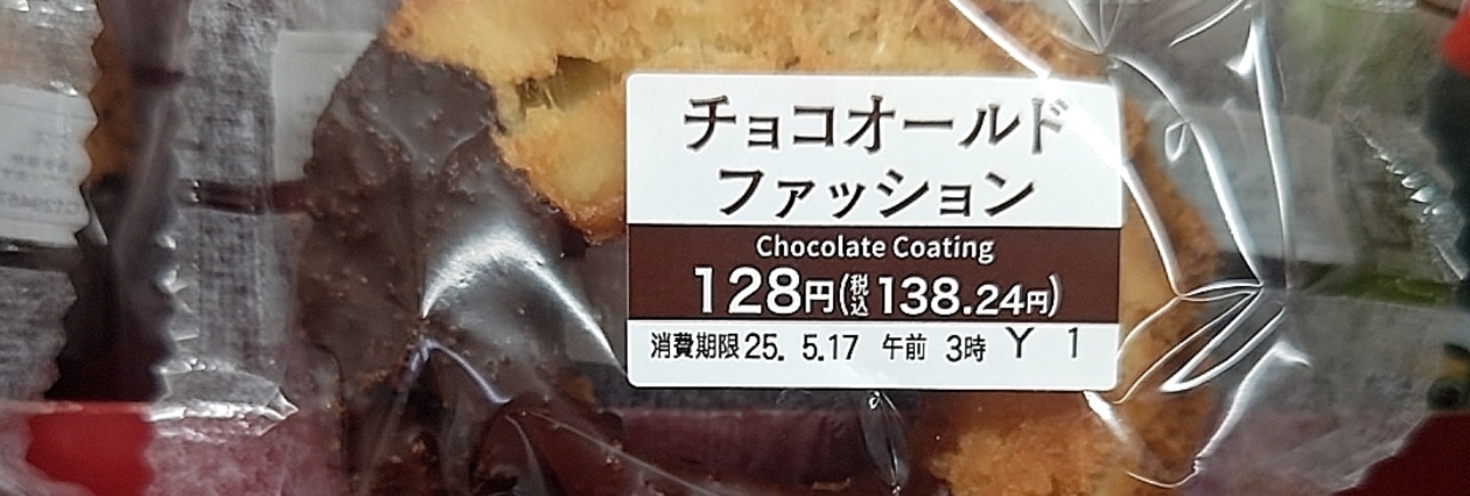 チョコオールド
ファッション
Chocolate Coating
128円(税込138.24円)
消費期限25. 5.17 午前 3時 Y 1